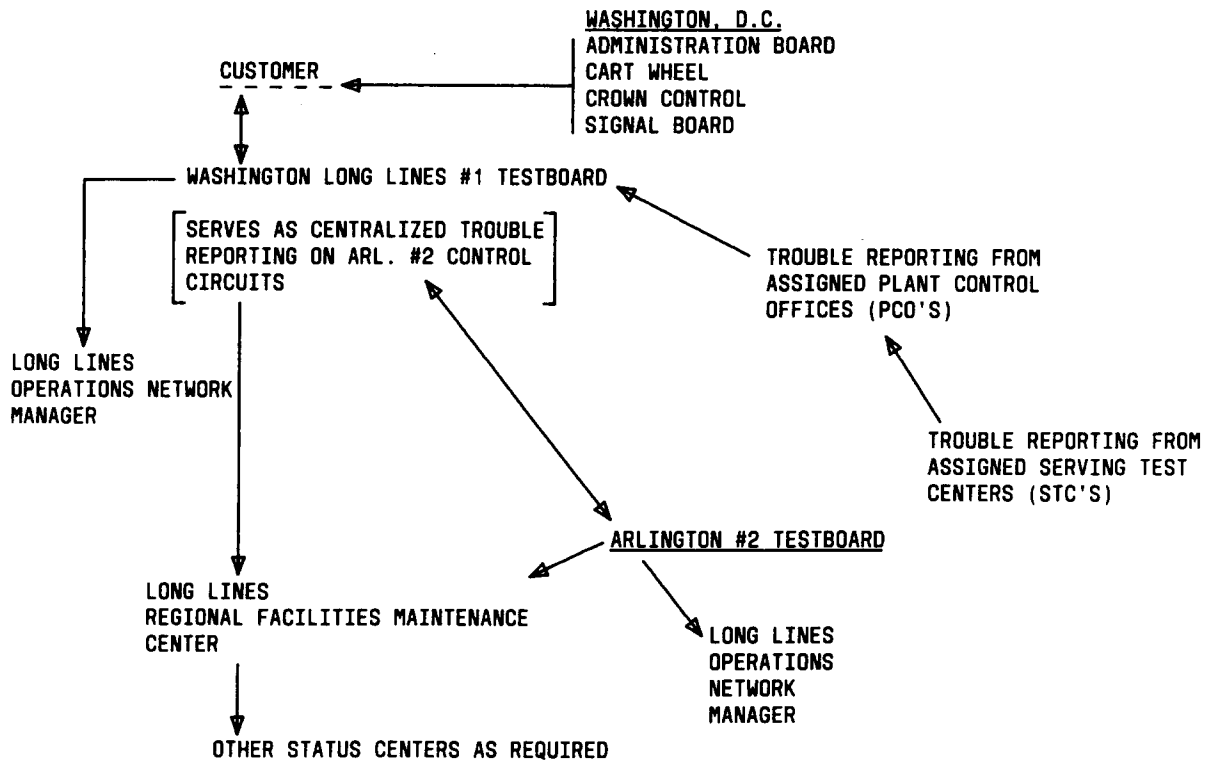 WASHINGTON, D.C.
ADMINISTRATION BOARD
CART WHEEL
CROWN CONTROL
SIGNAL BOARD
CUSTOMER
WASHINGTON LONG LINES #1 TESTBOARD
SERVES AS CENTRALIZED TROUBLE
REPORTING ON ARL. #2 CONTROL
CIRCUITS
TROUBLE REPORTING FROM
ASSIGNED PLANT CONTROL
OFFICES (PCO'S)
LONG LINES
OPERATIONS NETWORK
MANAGER
TROUBLE REPORTING FROM
ASSIGNED SERVING TEST
CENTERS (STC'S)
ARLINGTON #2 TESTBOARD
LONG LINES
REGIONAL FACILITIES MAINTENANCE
CENTER
LONG LINES
OPERATIONS
NETWORK
MANAGER
OTHER STATUS CENTERS AS REQUIRED